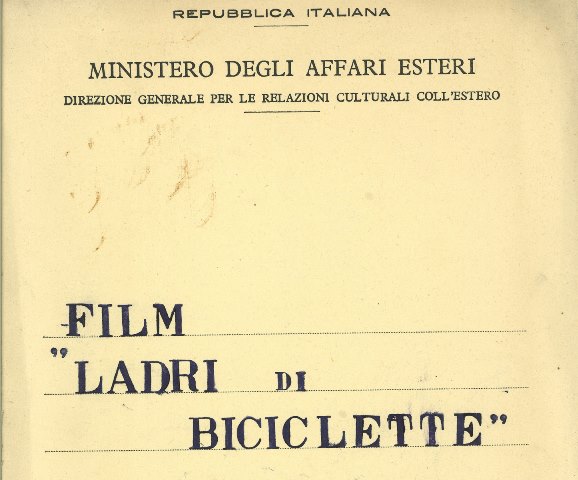 REPUBBLICA ITALIANA
MINISTERO DEGLI AFFARI ESTERI
DIREZIONE GENERALE PER LE RELAZIONI CULTURALI COLL'ESTERO
FILM
"LADRI DI
BICICLETTE"